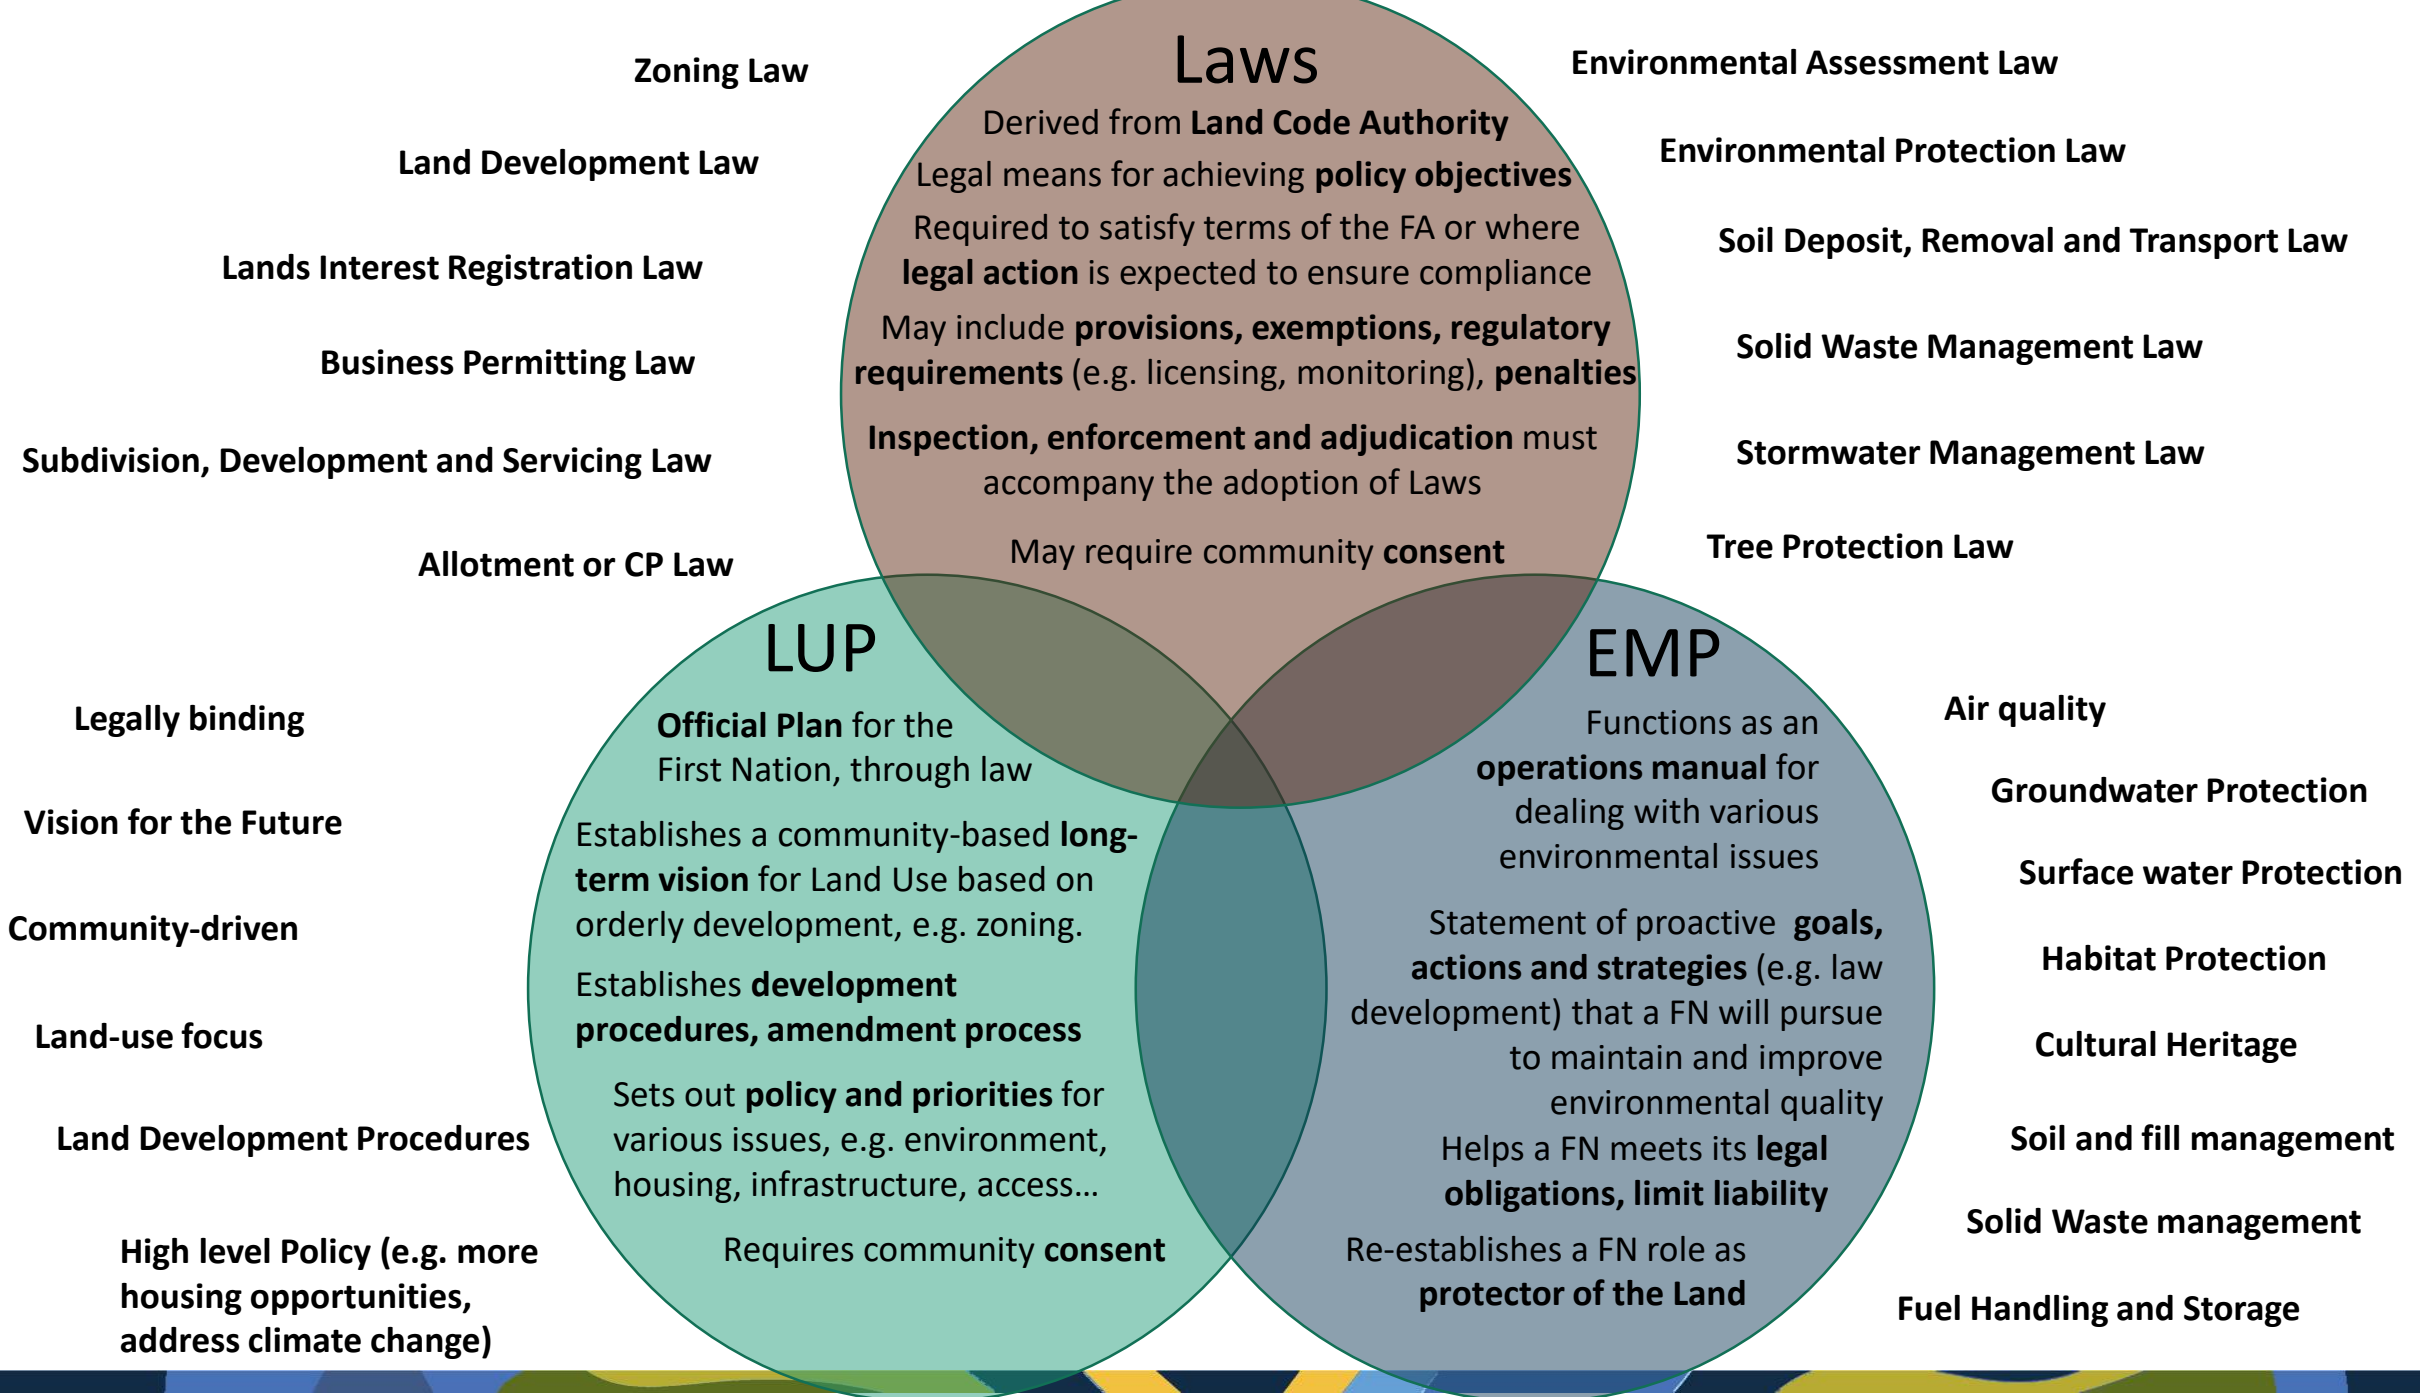 Laws
Derived from Land Code Authority
Legal means for achieving policy objectives
Required to satisfy terms of the FA or where
legal action is expected to ensure compliance
May include provisions, exemptions, regulatory
requirements (e.g. licensing, monitoring), penalties
Inspection, enforcement and adjudication must
accompany the adoption of Laws
May require community consent
Zoning Law
Land Development Law
Lands Interest Registration Law
Business Permitting Law
Subdivision, Development and Servicing Law
Allotment or CP Law
Environmental Assessment Law
Environmental Protection Law
Soil Deposit, Removal and Transport Law
Solid Waste Management Law
Stormwater Management Law
Tree Protection Law
LUP
Official Plan for the
First Nation, through law
Establishes a community-based long-
term vision for Land Use based on
orderly development, e.g. zoning.
Establishes development
procedures, amendment process
Sets out policy and priorities for
various issues, e.g. environment,
housing, infrastructure, access...
Requires community consent
Legally binding
Vision for the Future
Community-driven
Land-use focus
Land Development Procedures
High level Policy (e.g. more
housing opportunities,
address climate change)
EMP
Functions as an
operations manual for
dealing with various
environmental issues
Statement of proactive goals,
actions and strategies (e.g. law
development) that a FN will pursue
to maintain and improve
environmental quality
Helps a FN meets its legal
obligations, limit liability
Re-establishes a FN role as
protector of the Land
Air quality
Groundwater Protection
Surface water Protection
Habitat Protection
Cultural Heritage
Soil and fill management
Solid Waste management
Fuel Handling and Storage